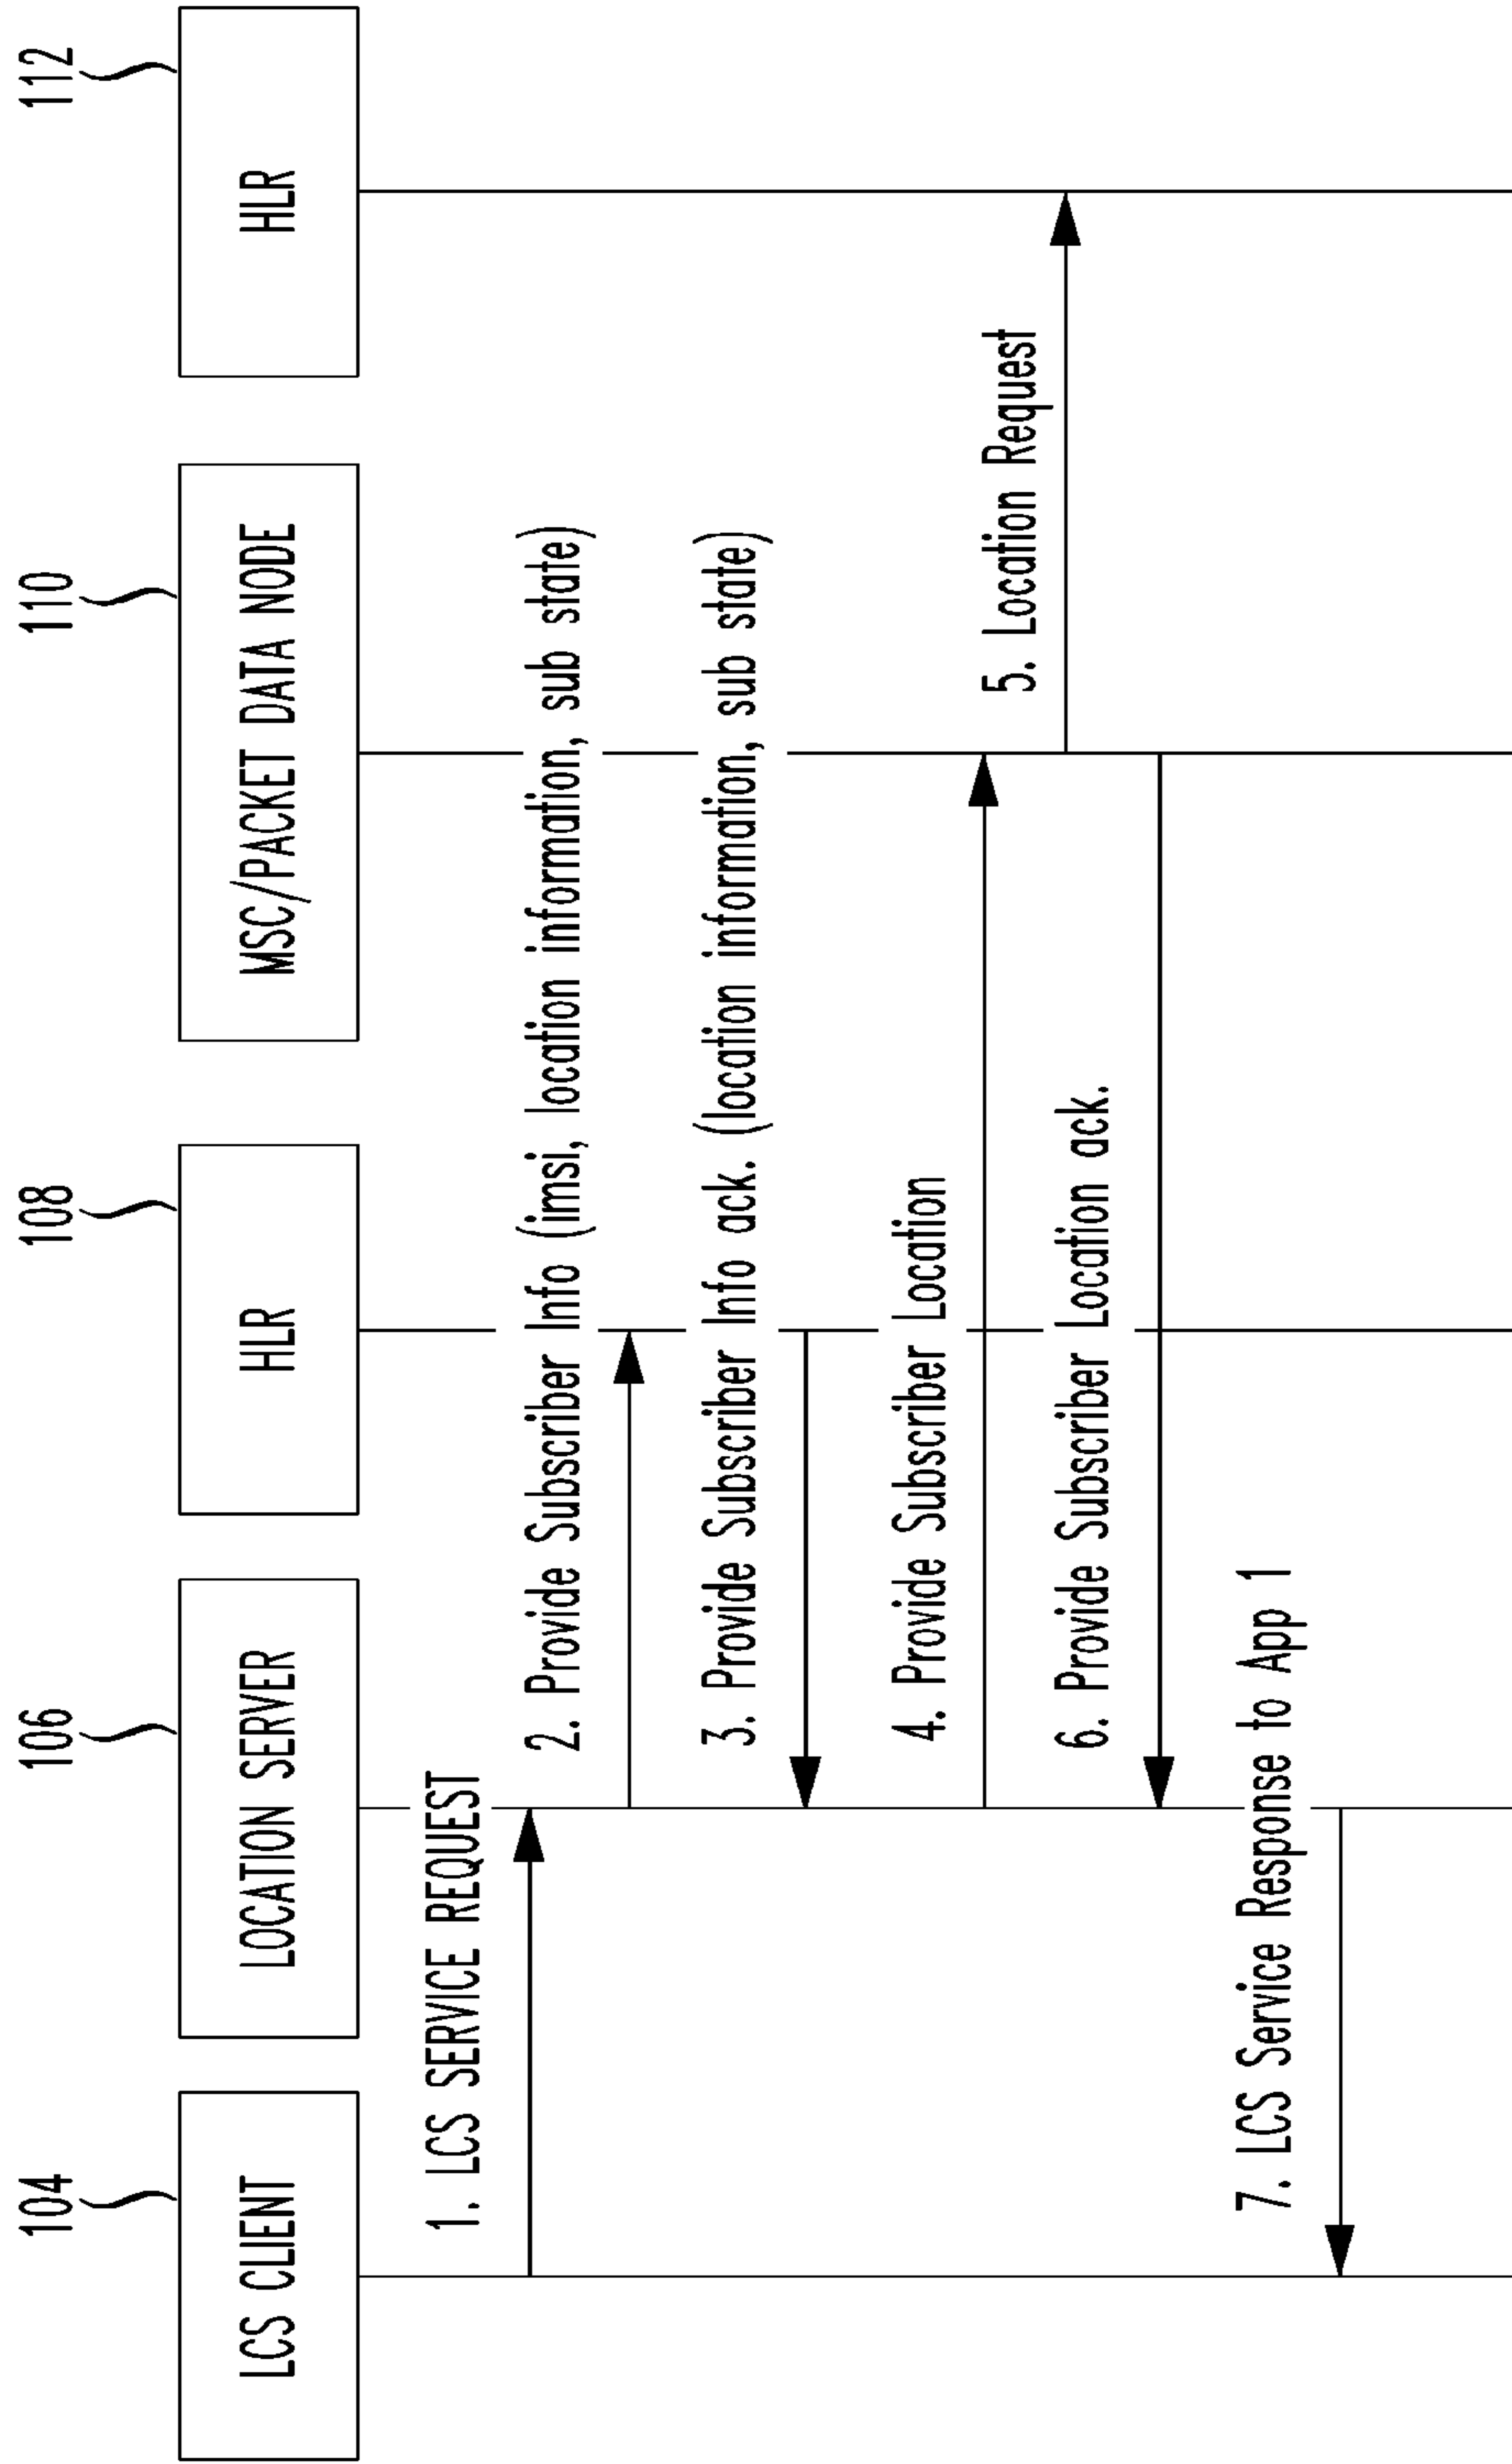 104
106
108
110
112
LCS CLIENT
LOCATION SERVER
HLR
MSC/PACKET DATA NODE
HLR
1. LCS SERVICE REQUEST
2. Provide Subscriber Info (imsi, location information, sub state)
3. Provide Subscriber Info ack. (location information, sub state)
4. Provide Subscriber Location
5. Location Request
6. Provide Subscriber Location ack.
7. LCS Service Response to App 1